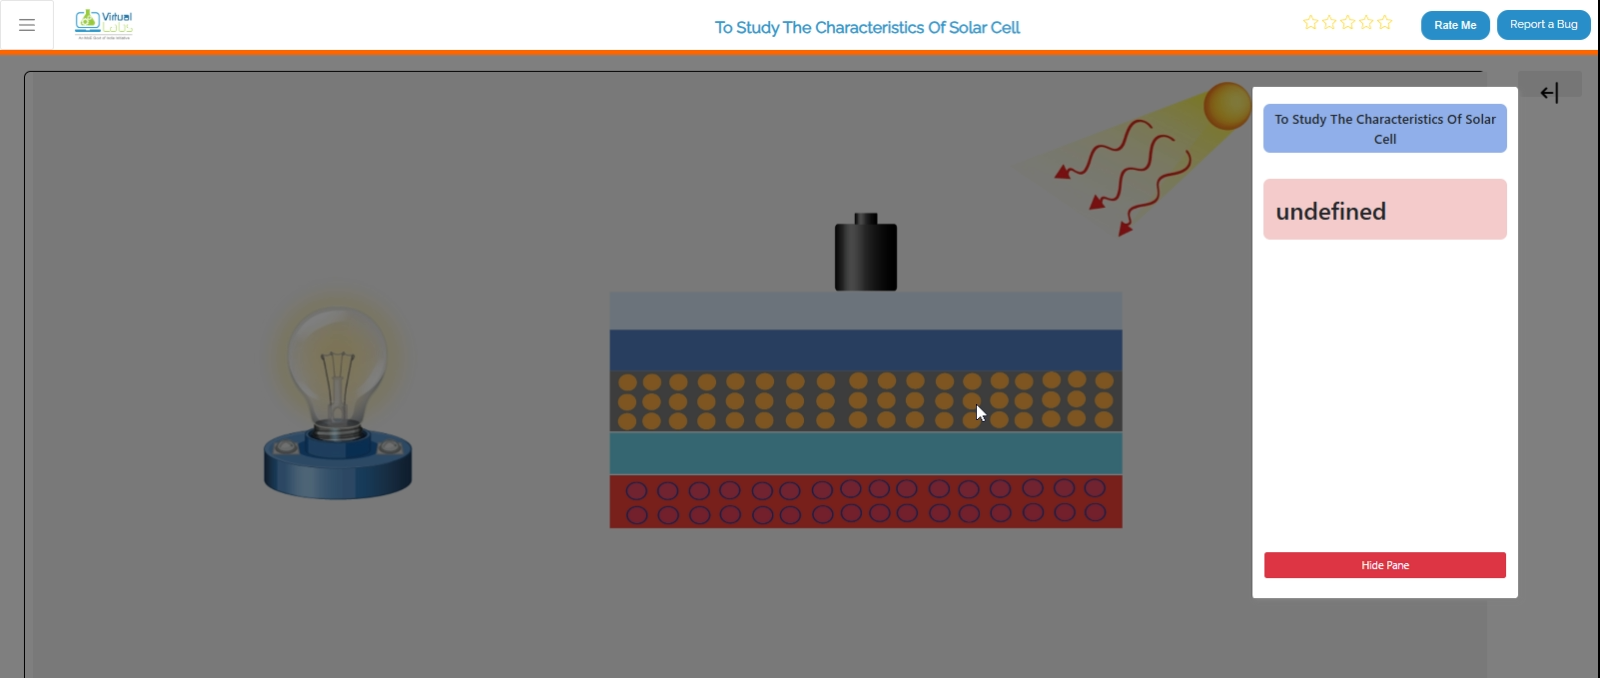 Virtual
Labs
To Study The Characteristics Of Solar Cell
Rate Me
Report a Bug
To Study The Characteristics Of Solar
Cell
undefined
Hide Pane